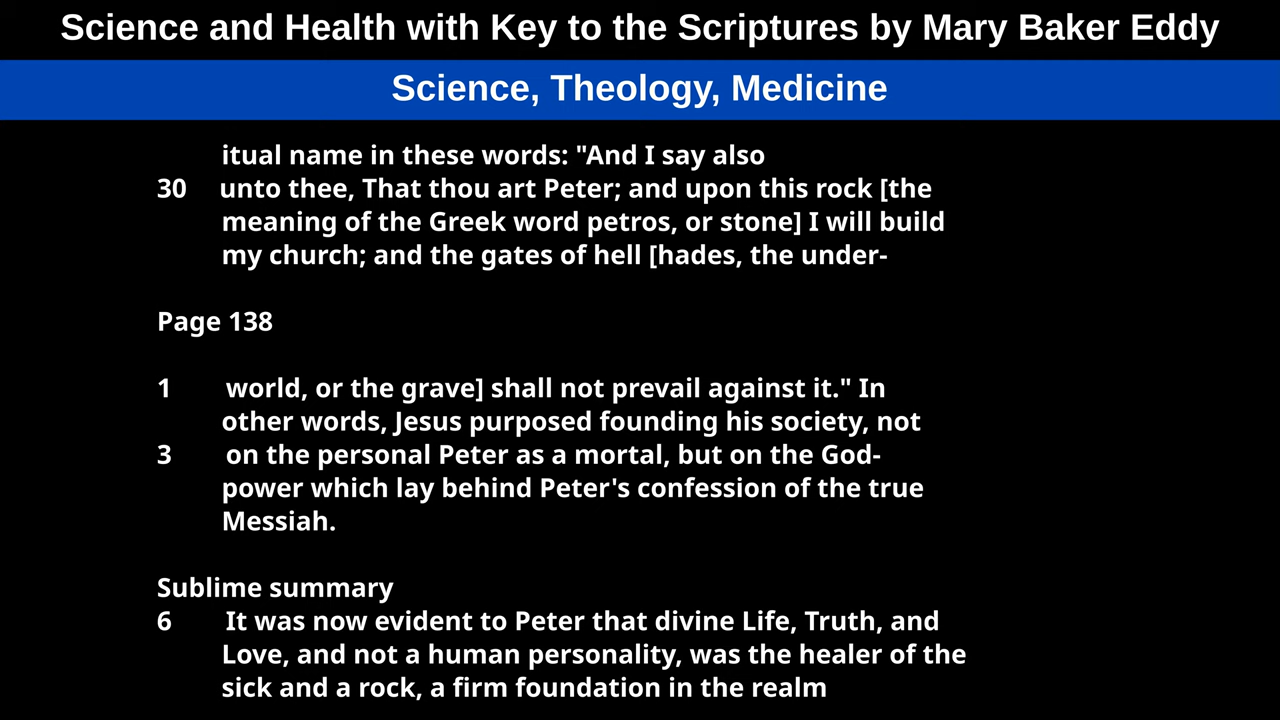 Science and Health with Key to the Scriptures by Mary Baker Eddy
Science, Theology, Medicine
itual name in these words: "And I say also
30 unto thee, That thou art Peter; and upon this rock [the
meaning of the Greek word petros, or stone] I will build
my church; and the gates of hell [hades, the under-
Page 138
1 world, or the grave] shall not prevail against it." In
other words, Jesus purposed founding his society, not
3 on the personal Peter as a mortal, but on the God-
power which lay behind Peter's confession of the true
Messiah.
Sublime summary
6 It was now evident to Peter that divine Life, Truth, and
Love, and not a human personality, was the healer of the
sick and a rock, a firm foundation in the realm